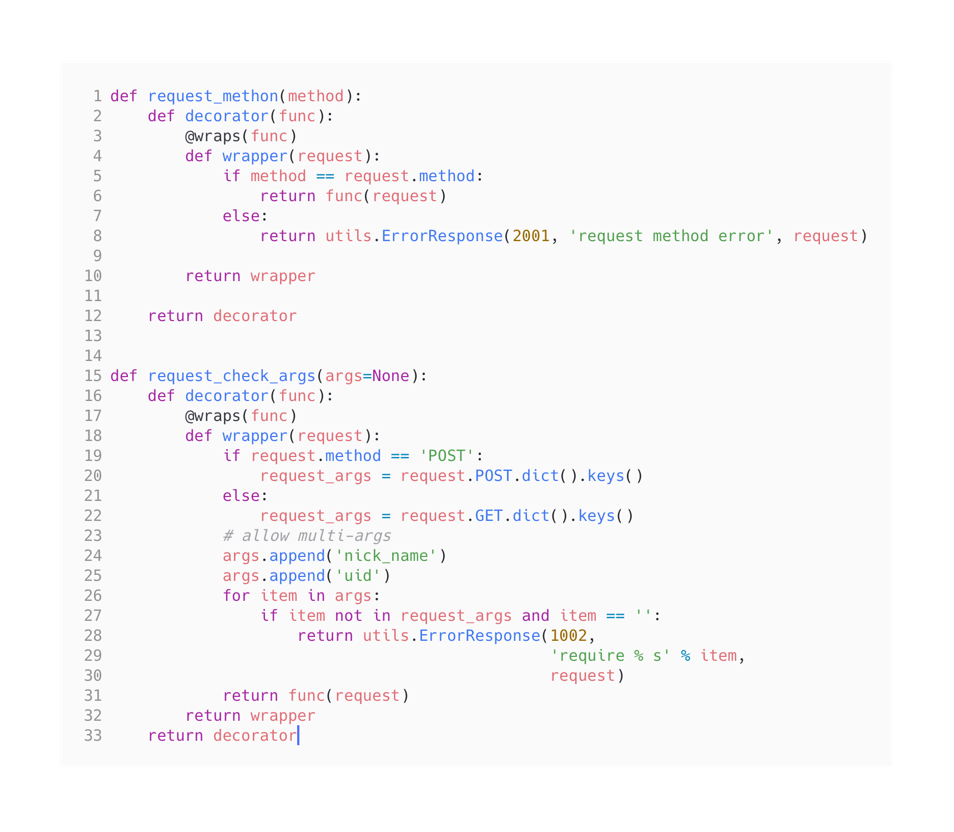 1 def request_methon(method):
2     def decorator(func):
3         @wraps(func)
4         def wrapper(request):
5             if method == request.method:
6                 return func(request)
7             else:
8                 return utils.ErrorResponse(2001, 'request method error', request)
9
10         return wrapper
11
12     return decorator
13
14
15 def request_check_args(args=None):
16     def decorator(func):
17         @wraps(func)
18         def wrapper(request):
19             if request.method == 'POST':
20                 request_args = request.POST.dict().keys()
21             else:
22                 request_args = request.GET.dict().keys()
23             # allow multi-args
24             args.append('nick_name')
25             args.append('uid')
26             for item in args:
27                 if item not in request_args and item == '':
28                     return utils.ErrorResponse(1002,
29                                                'require % s' % item,
30                                                request)
31             return func(request)
32         return wrapper
33     return decorator